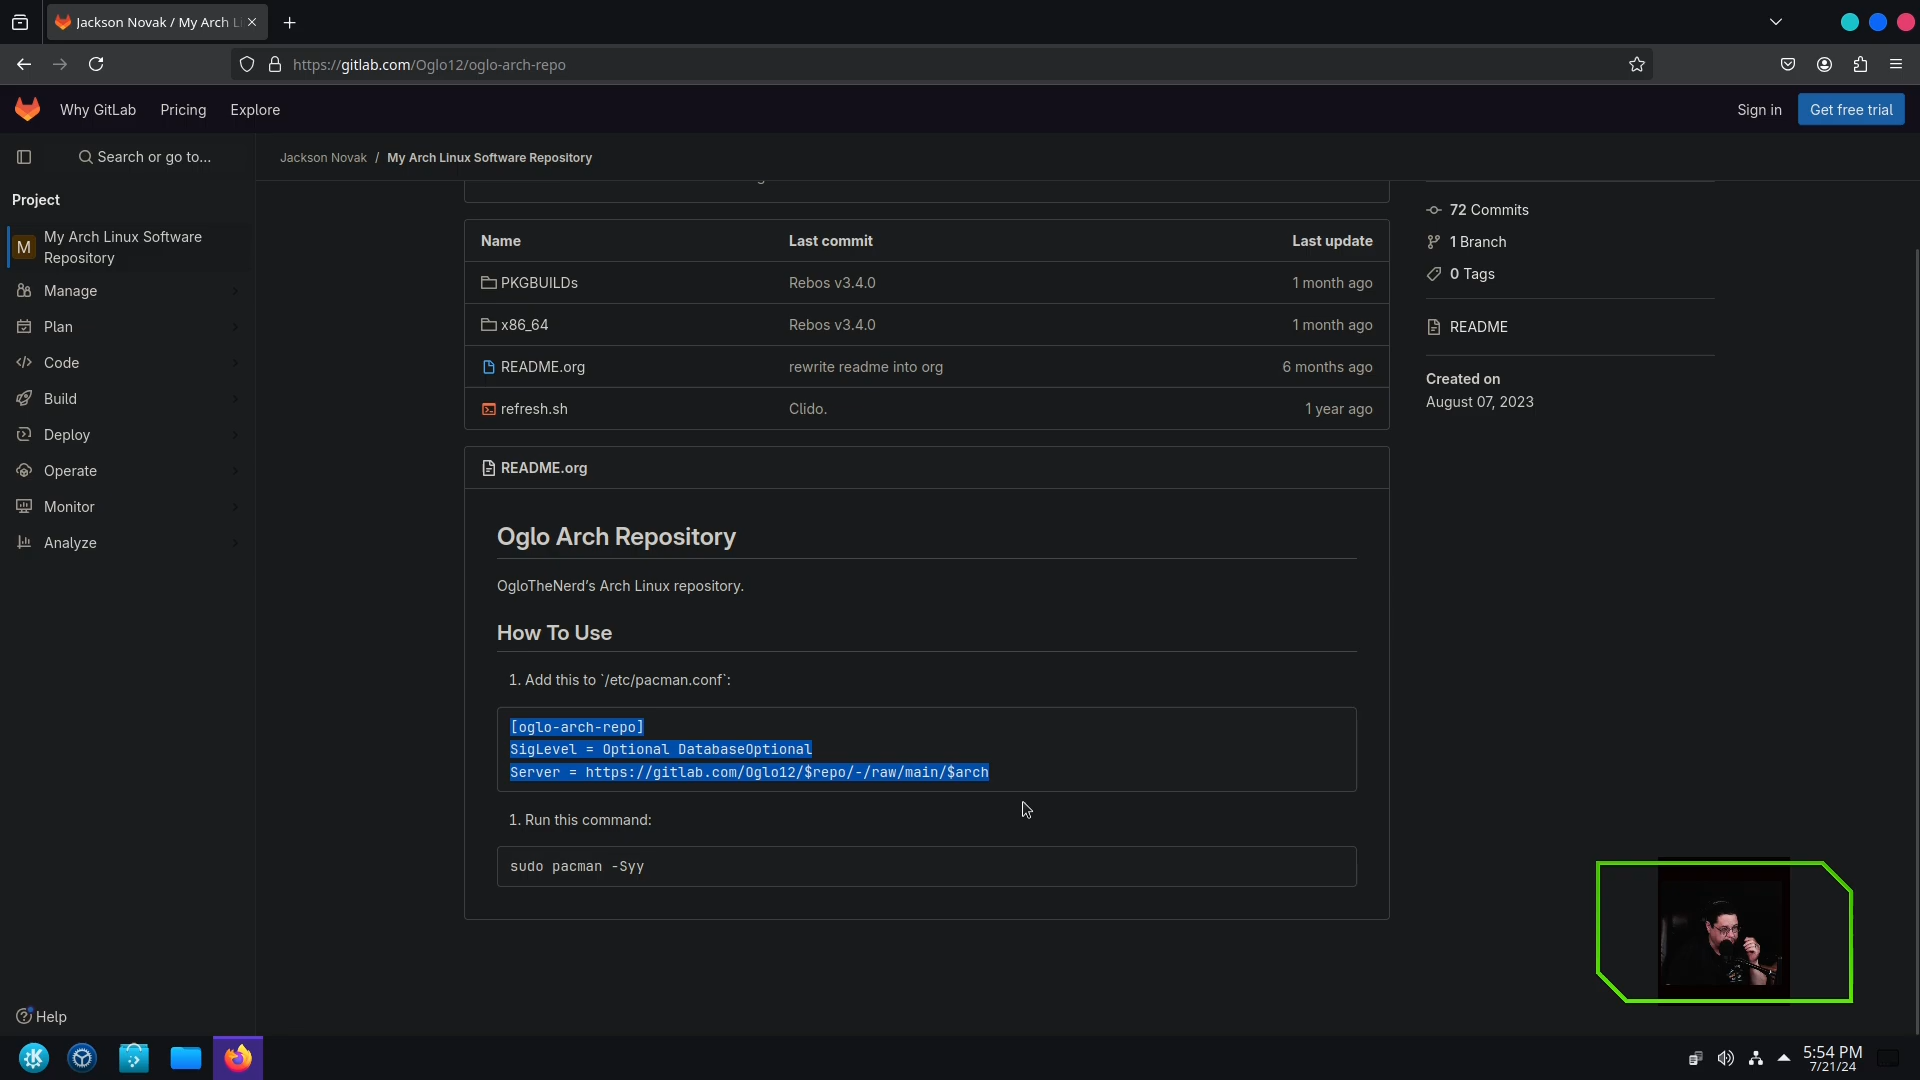 Jackson Novak / My Arch Li
https://gitlab.com/Oglo12/oglo-arch-repo
Why GitLab
Pricing
Explore
Sign in
Get free trial
Search or go to...
Jackson Novak / My Arch Linux Software Repository
Project
M
My Arch Linux Software
Repository
Manage
Plan
Code
Build
Deploy
Operate
Monitor
Analyze
Help
Name Last commit Last update
PKGBUILDs Rebos v3.4.0 1 month ago
x86_64 Rebos v3.4.0 1 month ago
README.org rewrite readme into org 6 months ago
refresh.sh Clido. 1 year ago
README.org
Oglo Arch Repository
OgloTheNerd’s Arch Linux repository.
How To Use
1. Add this to `/etc/pacman.conf`:
[oglo-arch-repo]
SigLevel = Optional DatabaseOptional
Server = https://gitlab.com/Oglo12/$repo/-/raw/main/$arch
1. Run this command:
sudo pacman -Syy
72 Commits
1 Branch
0 Tags
README
Created on
August 07, 2023
5:54 PM
7/21/24